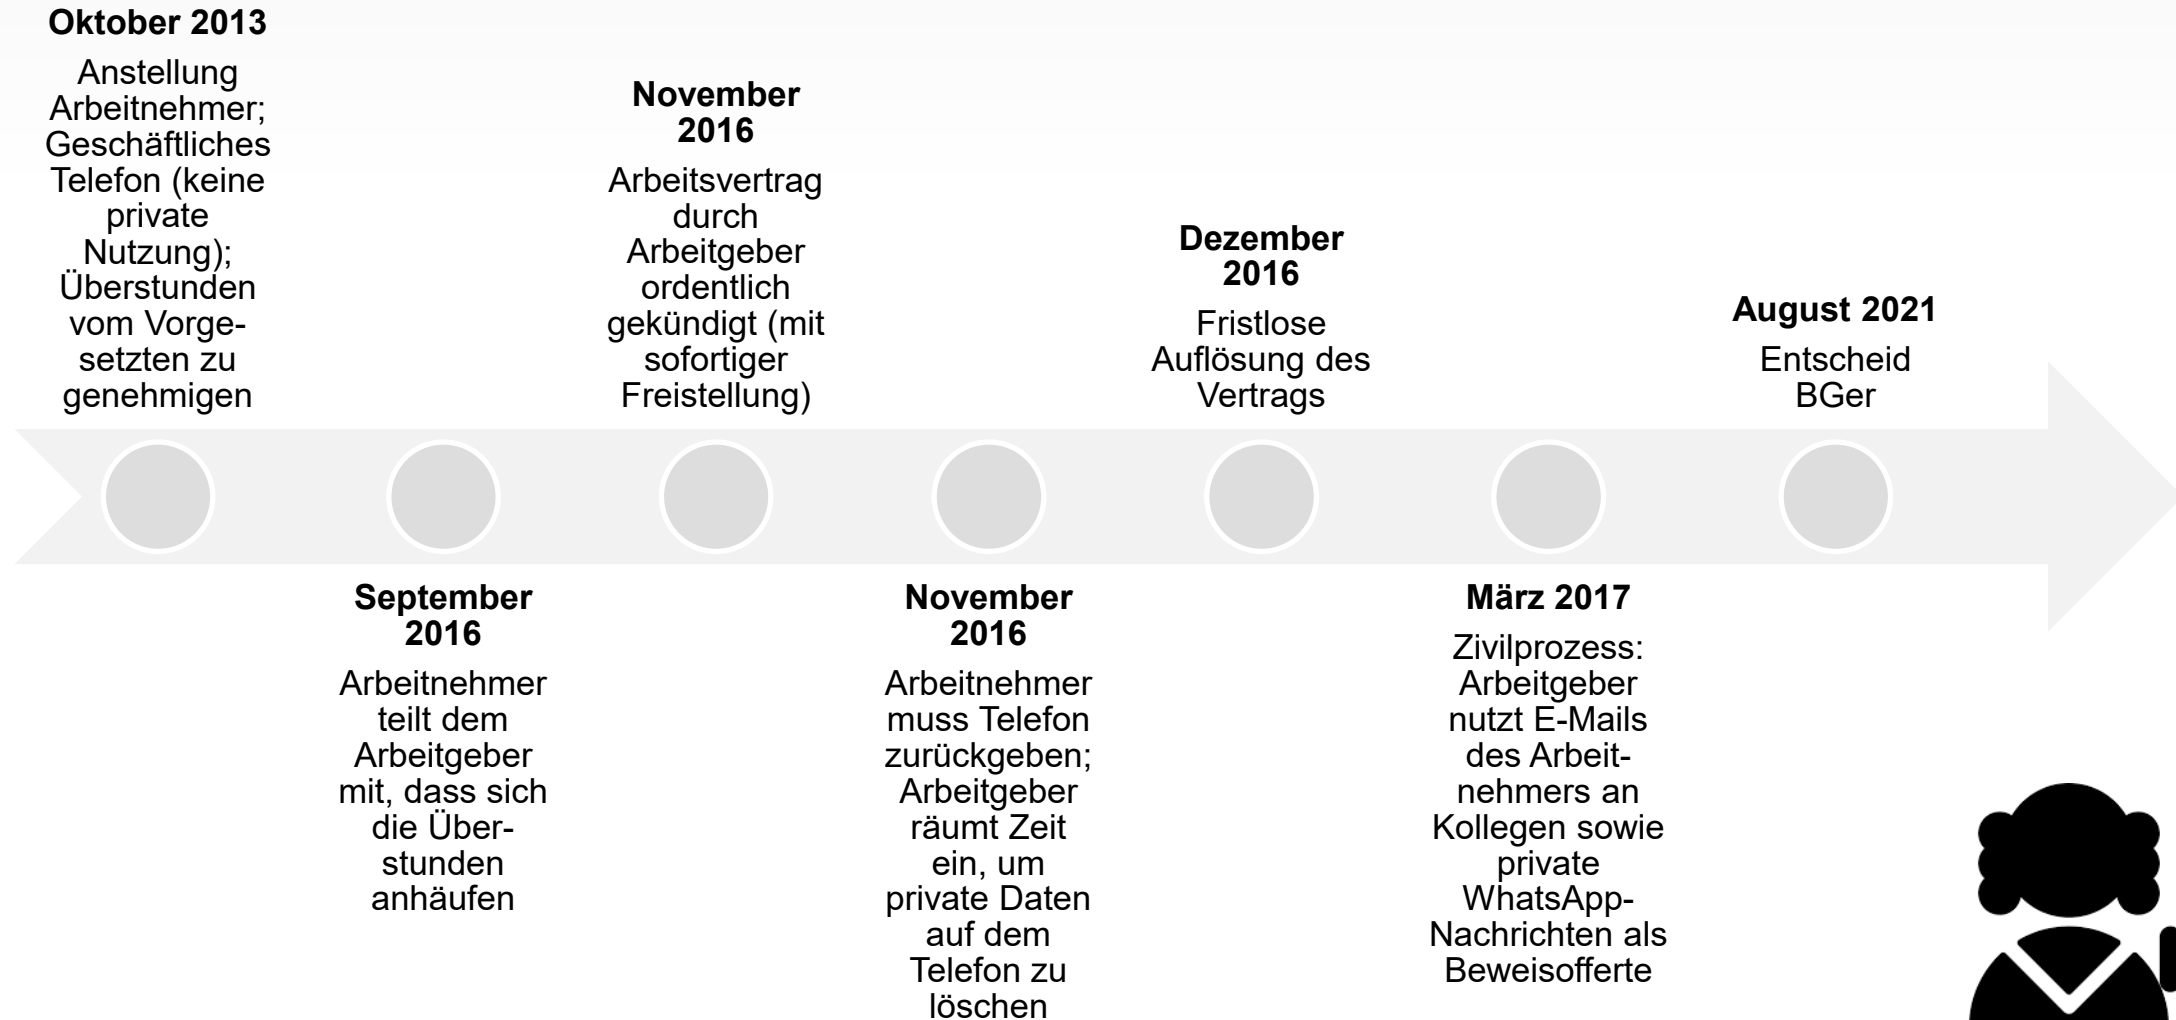 Oktober 2013
Anstellung
Arbeitnehmer;
Geschäftliches
Telefon (keine
private
Nutzung);
Überstunden
vom Vorge-
setzten zu
genehmigen
September
2016
Arbeitnehmer
teilt dem
Arbeitgeber
mit, dass sich
die Über-
stunden
anhäufen
November
2016
Arbeitsvertrag
durch
Arbeitgeber
ordentlich
gekündigt (mit
sofortiger
Freistellung)
November
2016
Arbeitnehmer
muss Telefon
zurückgeben;
Arbeitgeber
räumt Zeit
ein, um
private Daten
auf dem
Telefon zu
löschen
Dezember
2016
Fristlose
Auflösung des
Vertrags
März 2017
Zivilprozess:
Arbeitgeber
nutzt E-Mails
des Arbeit-
nehmers an
Kollegen sowie
private
WhatsApp-
Nachrichten als
Beweisofferte
August 2021
Entscheid
BGer